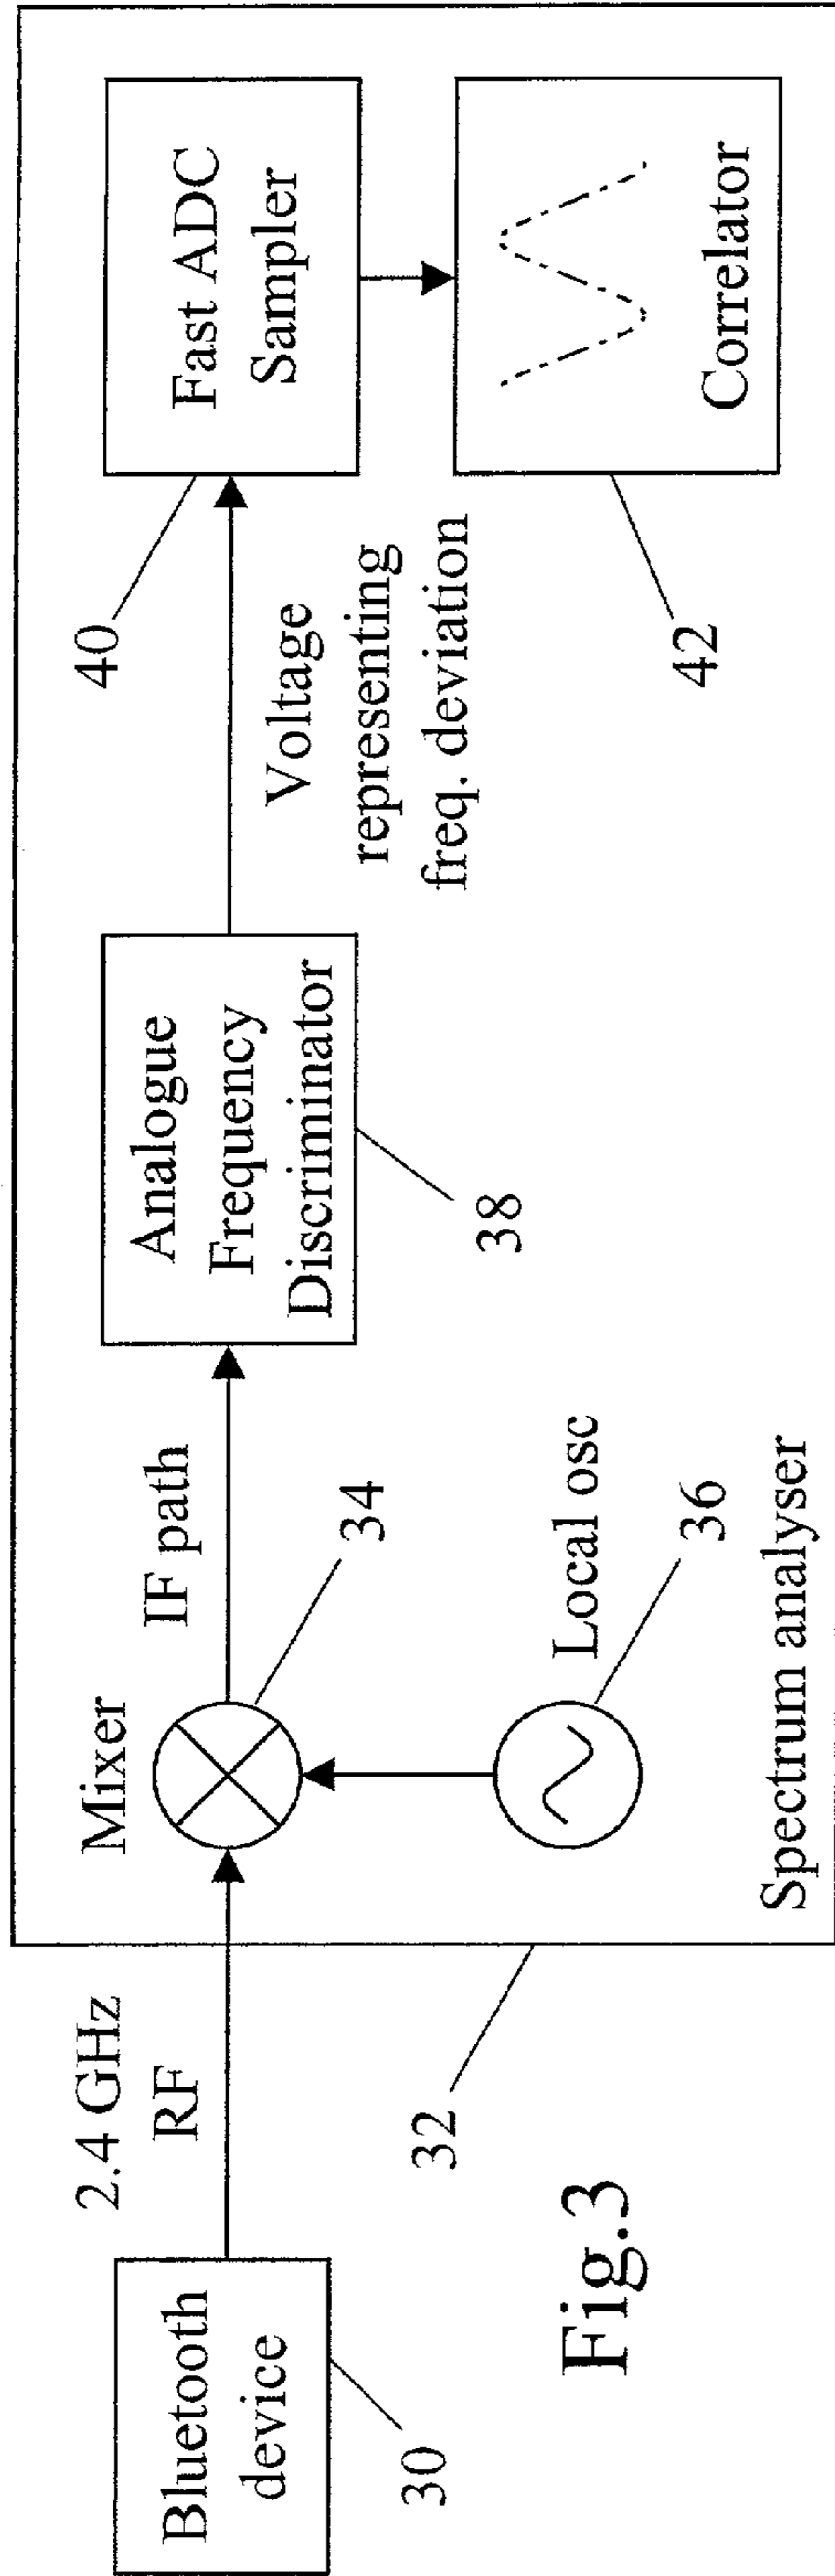 Bluetooth
device
30
2.4 GHz
RF
32
Mixer
34
IF path
Local osc
36
Analogue
Frequency
Discriminator
38
Voltage
representing
freq. deviation
Fast ADC
Sampler
40
Correlator
42
Spectrum analyser
Fig.3